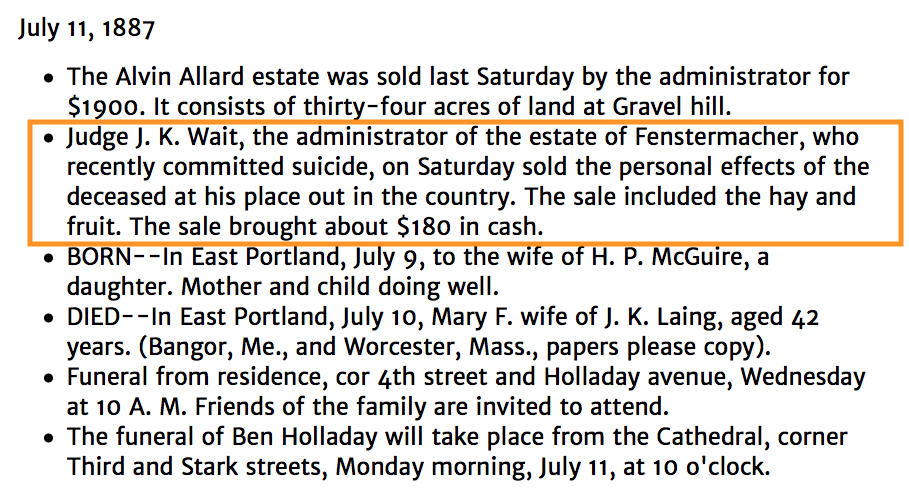 July 11, 1887
• The Alvin Allard estate was sold last Saturday by the administrator for
$1900. It consists of thirty-four acres of land at Gravel hill.
• Judge J. K. Wait, the administrator of the estate of Fenstermacher, who
recently committed suicide, on Saturday sold the personal effects of the
deceased at his place out in the country. The sale included the hay and
fruit. The sale brought about $180 in cash.
• BORN--In East Portland, July 9, to the wife of H. P. McGuire, a
daughter. Mother and child doing well.
• DIED--In East Portland, July 10, Mary F. wife of J. K. Laing, aged 42
years. (Bangor, Me., and Worcester, Mass., papers please copy).
• Funeral from residence, cor 4th street and Holladay avenue, Wednesday
at 10 A. M. Friends of the family are invited to attend.
• The funeral of Ben Holladay will take place from the Cathedral, corner
Third and Stark streets, Monday morning, July 11, at 10 o'clock.